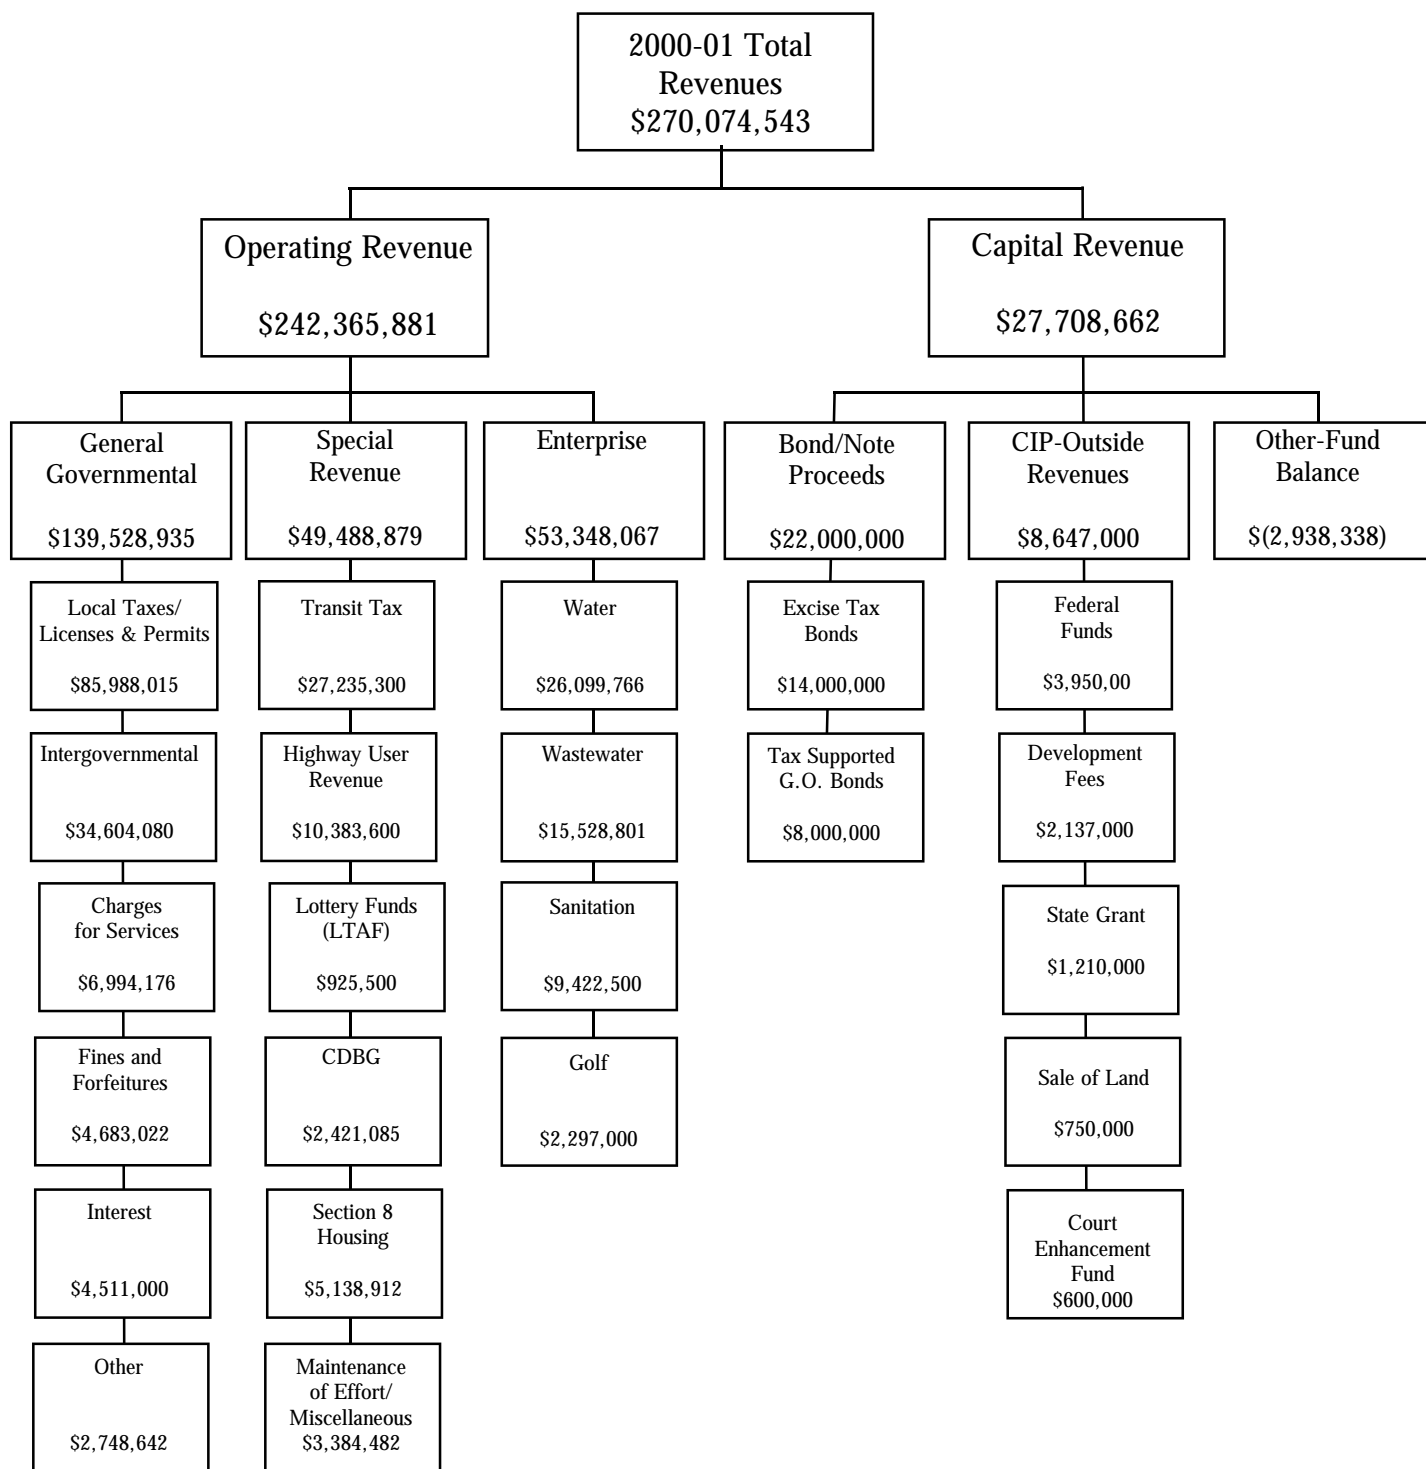 2000-01 Total
Revenues
$270,074,543
Operating Revenue
$242,365,881
Capital Revenue
$27,708,662
General
Governmental
$139,528,935
Special
Revenue
$49,488,879
Enterprise
$53,348,067
Bond/Note
Proceeds
$22,000,000
CIP-Outside
Revenues
$8,647,000
Other-Fund
Balance
$(2,938,338)
Local Taxes/
Licenses & Permits
$85,988,015
Transit Tax
$27,235,300
Water
$26,099,766
Excise Tax
Bonds
$14,000,000
Federal
Funds
$3,950,00
Intergovernmental
$34,604,080
Highway User
Revenue
$10,383,600
Wastewater
$15,528,801
Tax Supported
G.O. Bonds
$8,000,000
Development
Fees
$2,137,000
Charges
for Services
$6,994,176
Lottery Funds
(LTAF)
$925,500
Sanitation
$9,422,500
State Grant
$1,210,000
Fines and
Forfeitures
$4,683,022
CDBG
$2,421,085
Golf
$2,297,000
Sale of Land
$750,000
Interest
$4,511,000
Section 8
Housing
$5,138,912
Court
Enhancement
Fund
$600,000
Other
$2,748,642
Maintenance
of Effort/
Miscellaneous
$3,384,482